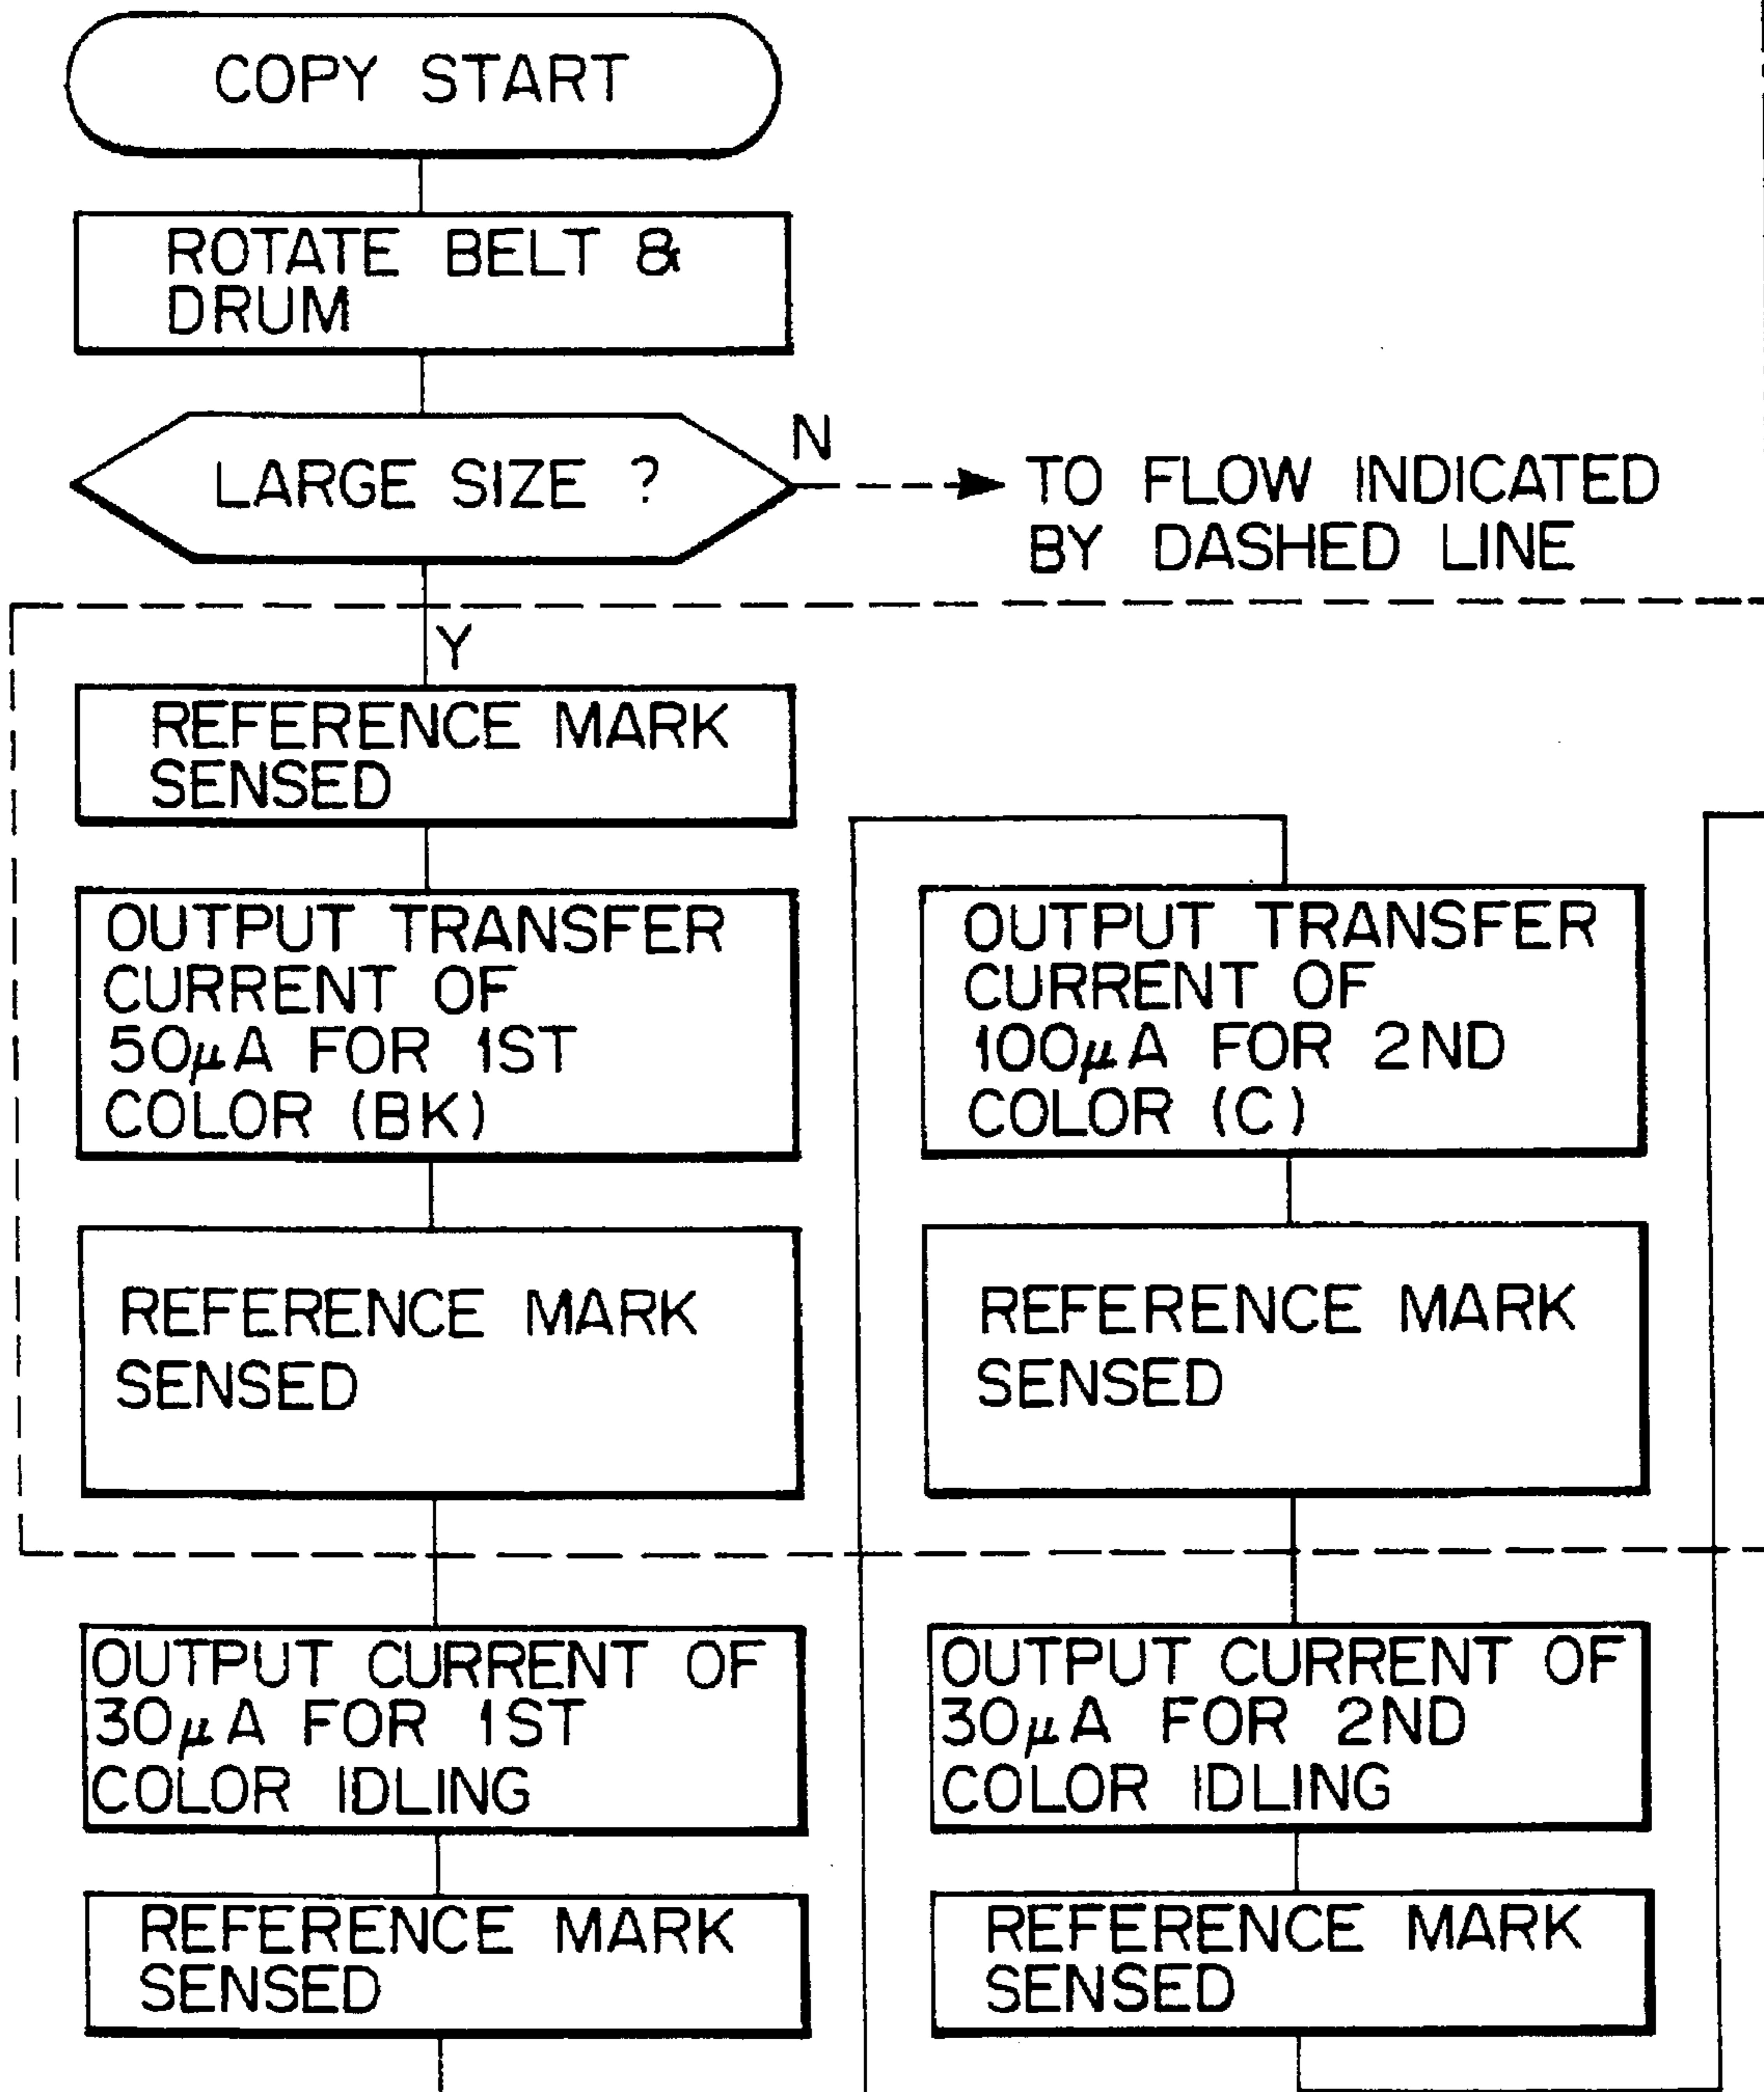 COPY START
ROTATE BELT &
DRUM
LARGE SIZE ?
N
TO FLOW INDICATED
BY DASHED LINE
Y
REFERENCE MARK
SENSED
OUTPUT TRANSFER
CURRENT OF
50μA FOR 1ST
COLOR (BK)
REFERENCE MARK
SENSED
OUTPUT CURRENT OF
30μA FOR 1ST
COLOR IDLING
REFERENCE MARK
SENSED
OUTPUT TRANSFER
CURRENT OF
100μA FOR 2ND
COLOR (C)
REFERENCE MARK
SENSED
OUTPUT CURRENT OF
30μA FOR 2ND
COLOR IDLING
REFERENCE MARK
SENSED